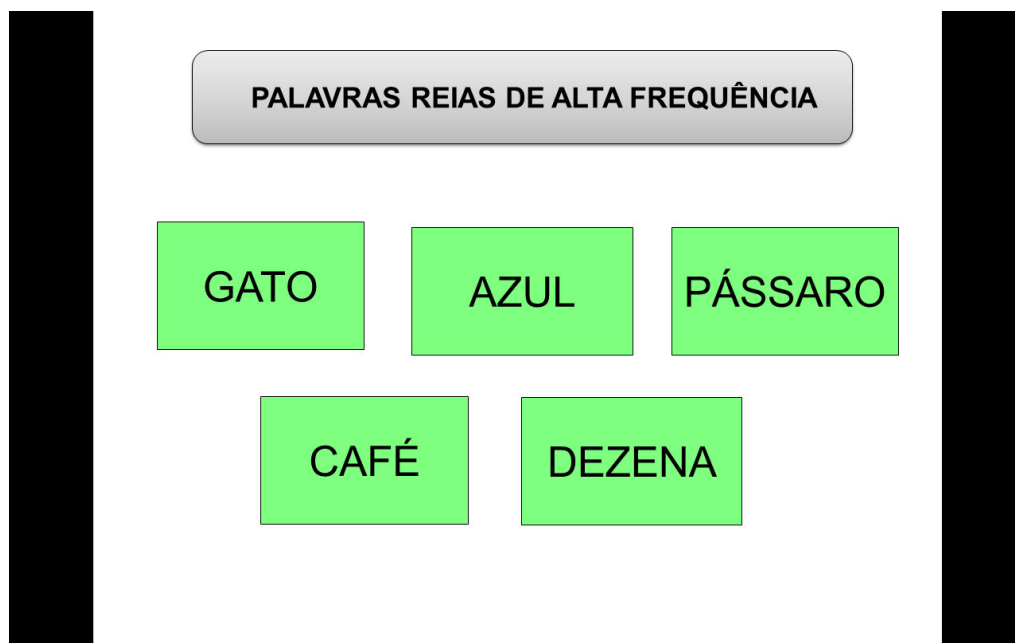 PALAVRAS REIAS DE ALTA FREQUÊNCIA
GATO
AZUL
PÁSSARO
CAFÉ
DEZENA